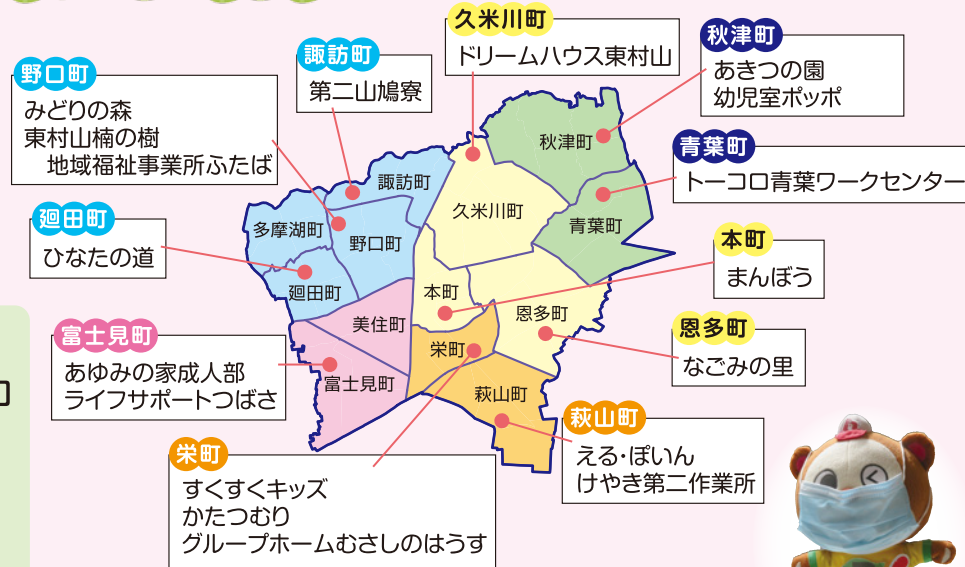 久米川町
ドリームハウス東村山
秋津町
あきつの園
幼児室ポッポ
諏訪町
第二山鳩寮
野口町
みどりの森
東村山楠の樹
地域福祉事業所ふたば
青葉町
トーコロ青葉ワークセンター
廻田町
ひなたの道
本町
まんぼう
富士見町
あゆみの家成人部
ライフサポートつばさ
恩多町
なごみの里
栄町
すくすくキッズ
かたつむり
グループホームむさしのはうす
萩山町
える・ぽいん
けやき第二作業所
秋津町
諏訪町
久米川町
青葉町
多摩湖町
野口町
廻田町
本町
恩多町
美住町
栄町
富士見町
萩山町